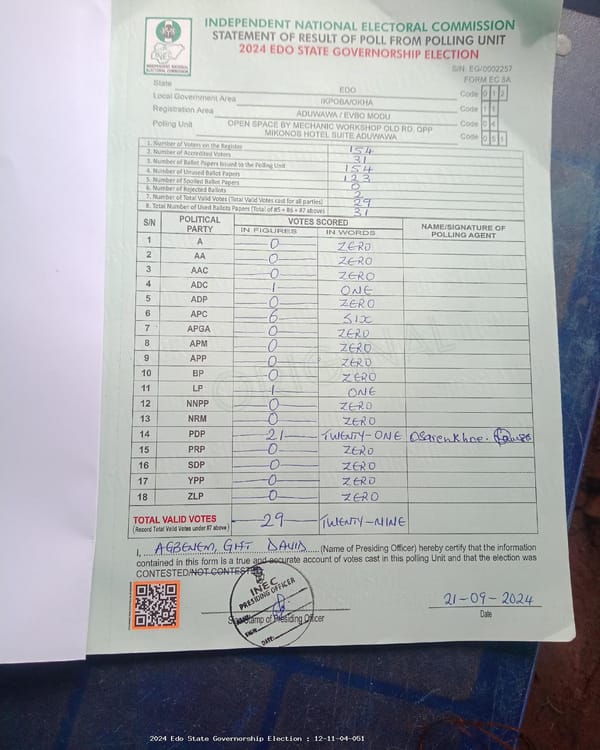 INDEPENDENT NATIONAL ELECTORAL COMMISSION
STATEMENT OF RESULT OF POLL FROM POLLING UNIT
2024 EDO STATE GOVERNORSHIP ELECTION
INEC
INDEPENDENT NATIONAL ELECTORAL COMMISSION
S/N: EG/0002257
FORM EC 8A
State EDO Code 012
Local Government Area IKPOBA/OKHA Code 11
Registration Area ADUWAWA / EVBO MODU Code 04
Polling Unit OPEN SPACE BY MECHANIC WORKSHOP OLD RD, OPP MIKONOS HOTEL SUITE ADUWAWA Code 051
1. Number of Voters on the Register 154
2. Number of Accredited Voters 31
3. Number of Ballot Papers Issued to the Polling Unit 154
4. Number of Unused Ballot Papers 123
5. Number of Spoiled Ballot Papers 0
6. Number of Rejected Ballots 2
7. Number of Total Valid Votes (Total Valid Votes cast for all parties) 29
8. Total Number of Used Ballots Papers (Total of #5 + #6 + #7 above) 31
S/N POLITICAL PARTY VOTES SCORED NAME/SIGNATURE OF POLLING AGENT
IN FIGURES IN WORDS
1 A 0 ZERO
2 AA 0 ZERO
3 AAC 0 ZERO
4 ADC 1 ONE
5 ADP 0 ZERO
6 APC 6 SIX
7 APGA 0 ZERO
8 APM 0 ZERO
9 APP 0 ZERO
10 BP 0 ZERO
11 LP 1 ONE
12 NNPP 0 ZERO
13 NRM 0 ZERO
14 PDP 21 TWENTY-ONE Osarenkhoe.
15 PRP 0 ZERO
16 SDP 0 ZERO
17 YPP 0 ZERO
18 ZLP 0 ZERO
ORIGINAL
TOTAL VALID VOTES 29 TWENTY-NINE
(Record Total Valid Votes under #7 above)
I, AGBENEM, GIFT DAVID (Name of Presiding Officer) hereby certify that the information
contained in this form is a true and accurate account of votes cast in this polling Unit and that the election was
CONTESTED/NOT CONTESTED
INEC
PRESIDING OFFICER
SIGN:
DATE:
Sign/Stamp of Presiding Officer
21-09-2024
Date
2024 Edo State Governorship Election : 12-11-04-051